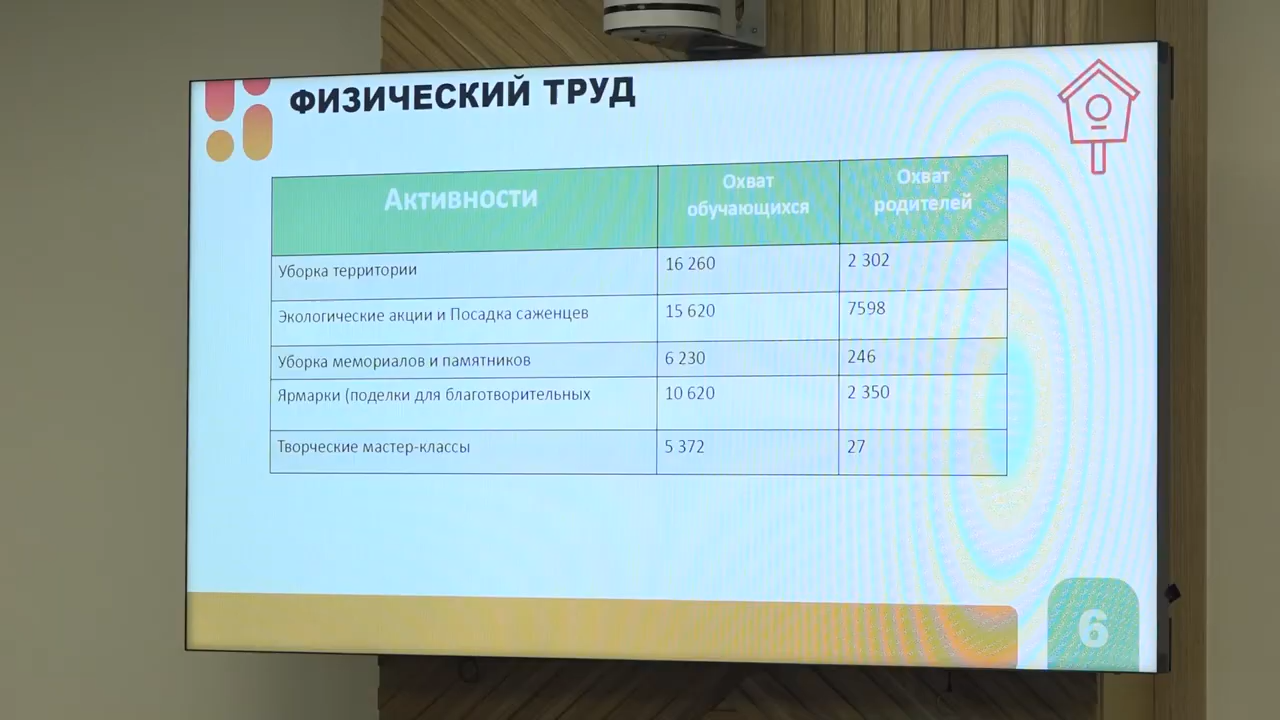 ФИЗИЧЕСКИЙ ТРУД
Активности
Охват
обучающихся
Охват
родителей
Уборка территории
16 260
2 302
Экологические акции и Посадка саженцев
15 620
7598
Уборка мемориалов и памятников
6 230
246
Ярмарки (поделки для благотворительных
10 620
2 350
Творческие мастер-классы
5 372
27
6